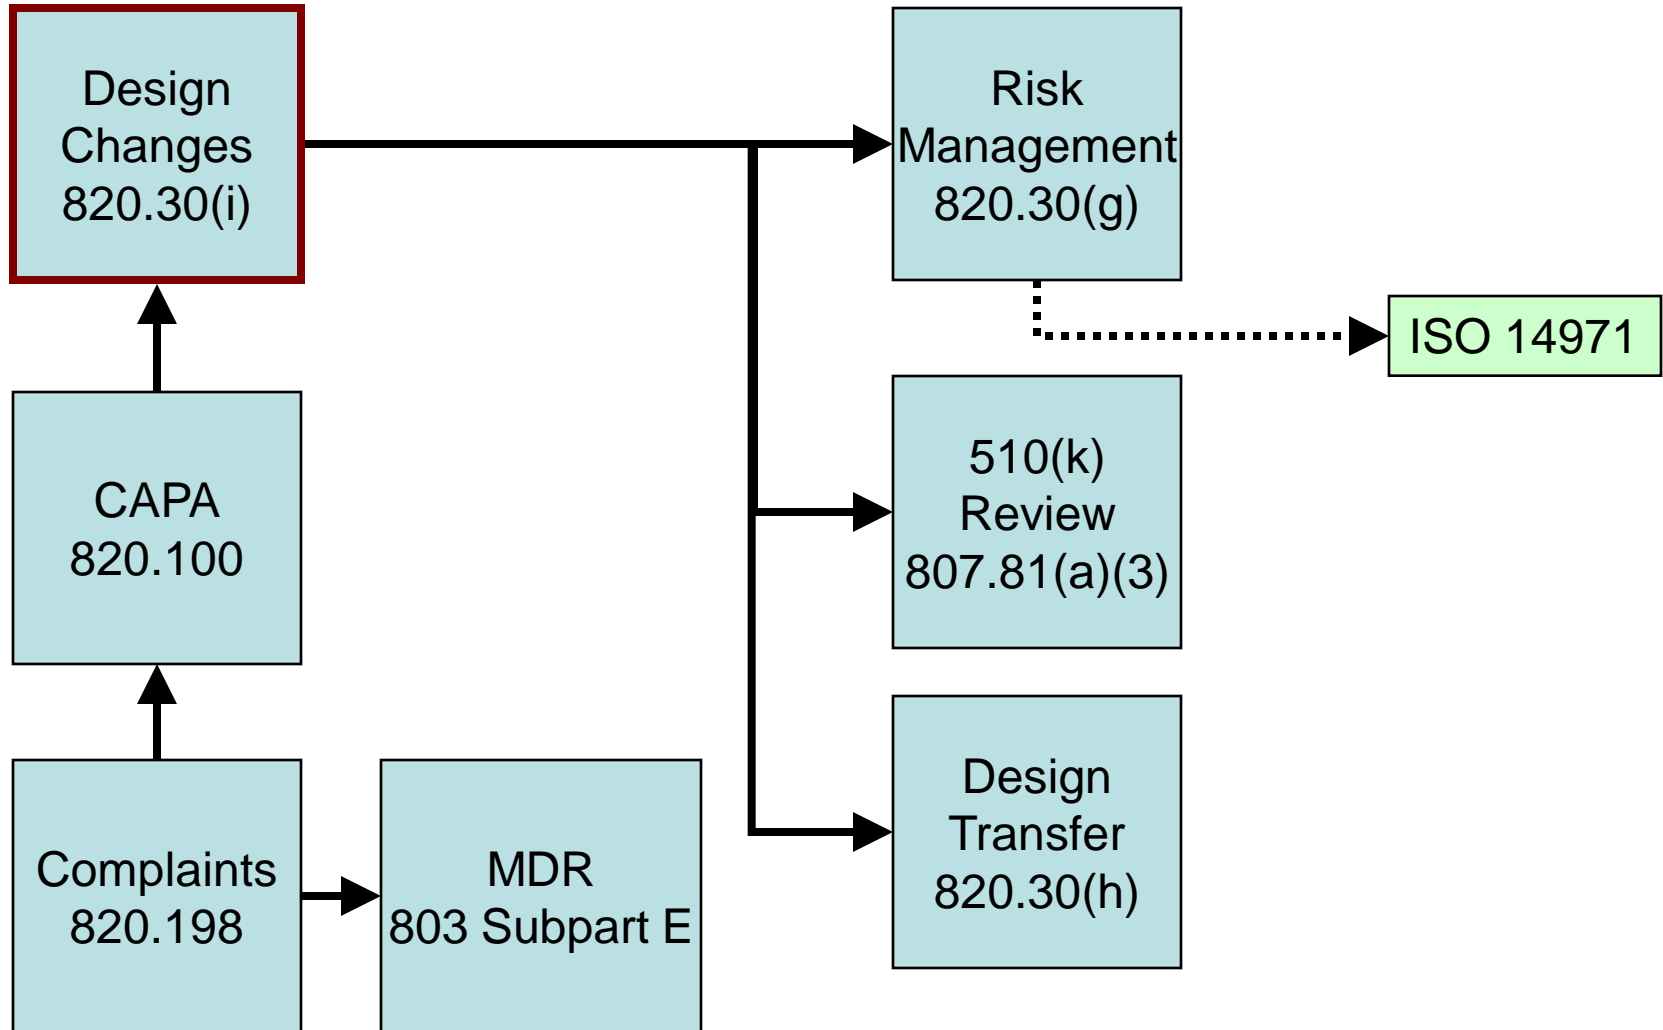 Design
Changes
820.30(i)
Risk
Management
820.30(g)
ISO 14971
CAPA
820.100
510(k)
Review
807.81(a)(3)
Complaints
820.198
MDR
803 Subpart E
Design
Transfer
820.30(h)